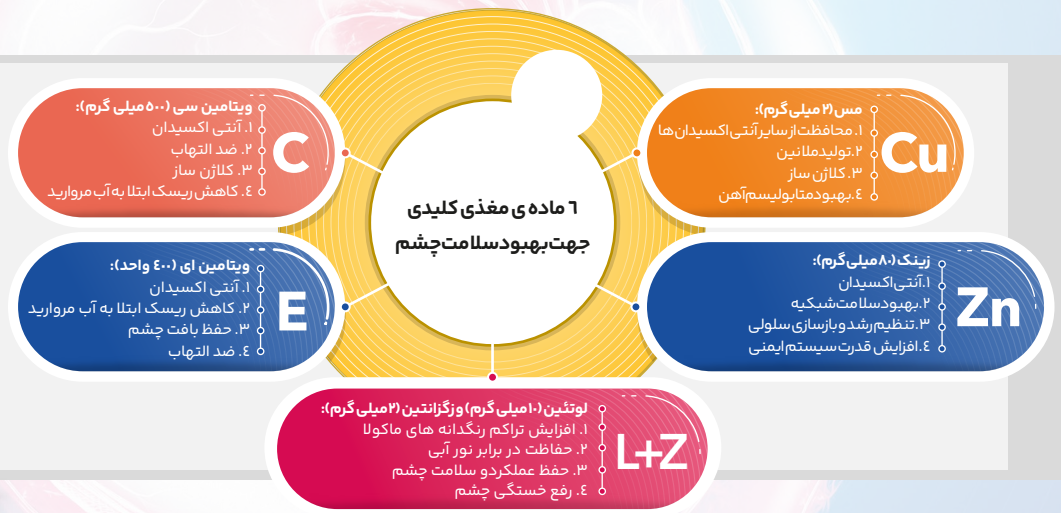 ۶ ماده ی مغذی کلیدی
جهت بهبود سلامت چشم
Cu
مس (۲ میلی گرم):
۱. محافظت از سایر آنتی اکسیدان ها
۲. تولید ملانین
۳. کلاژن ساز
٤. بهبود متابولیسم آهن
Zn
زینک (۸۰ میلی گرم):
۱. آنتی اکسیدان
۲. بهبود سلامت شبکیه
۳. تنظیم رشد و بازسازی سلولی
٤. افزایش قدرت سیستم ایمنی
L+Z
لوتئین (۱۰ میلی گرم) و زگزانتین (۲ میلی گرم):
۱. افزایش تراکم رنگدانه های ماکولا
۲. حفاظت در برابر نور آبی
۳. حفظ عملکرد و سلامت چشم
٤. رفع خستگی چشم
C
ویتامین سی (۵۰۰ میلی گرم):
۱. آنتی اکسیدان
۲. ضد التهاب
۳. کلاژن ساز
٤. کاهش ریسک ابتلا به آب مروارید
E
ویتامین ای (٤۰۰ واحد):
۱. آنتی اکسیدان
۲. کاهش ریسک ابتلا به آب مروارید
۳. حفظ بافت چشم
٤. ضد التهاب